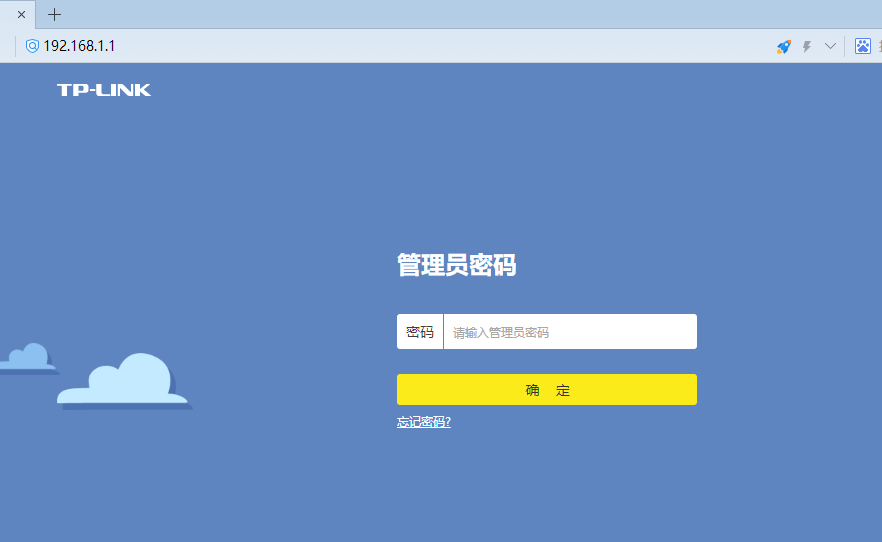 192.168.1.1
TP-LINK
管理员密码
密码 请输入管理员密码
确 定
忘记密码?